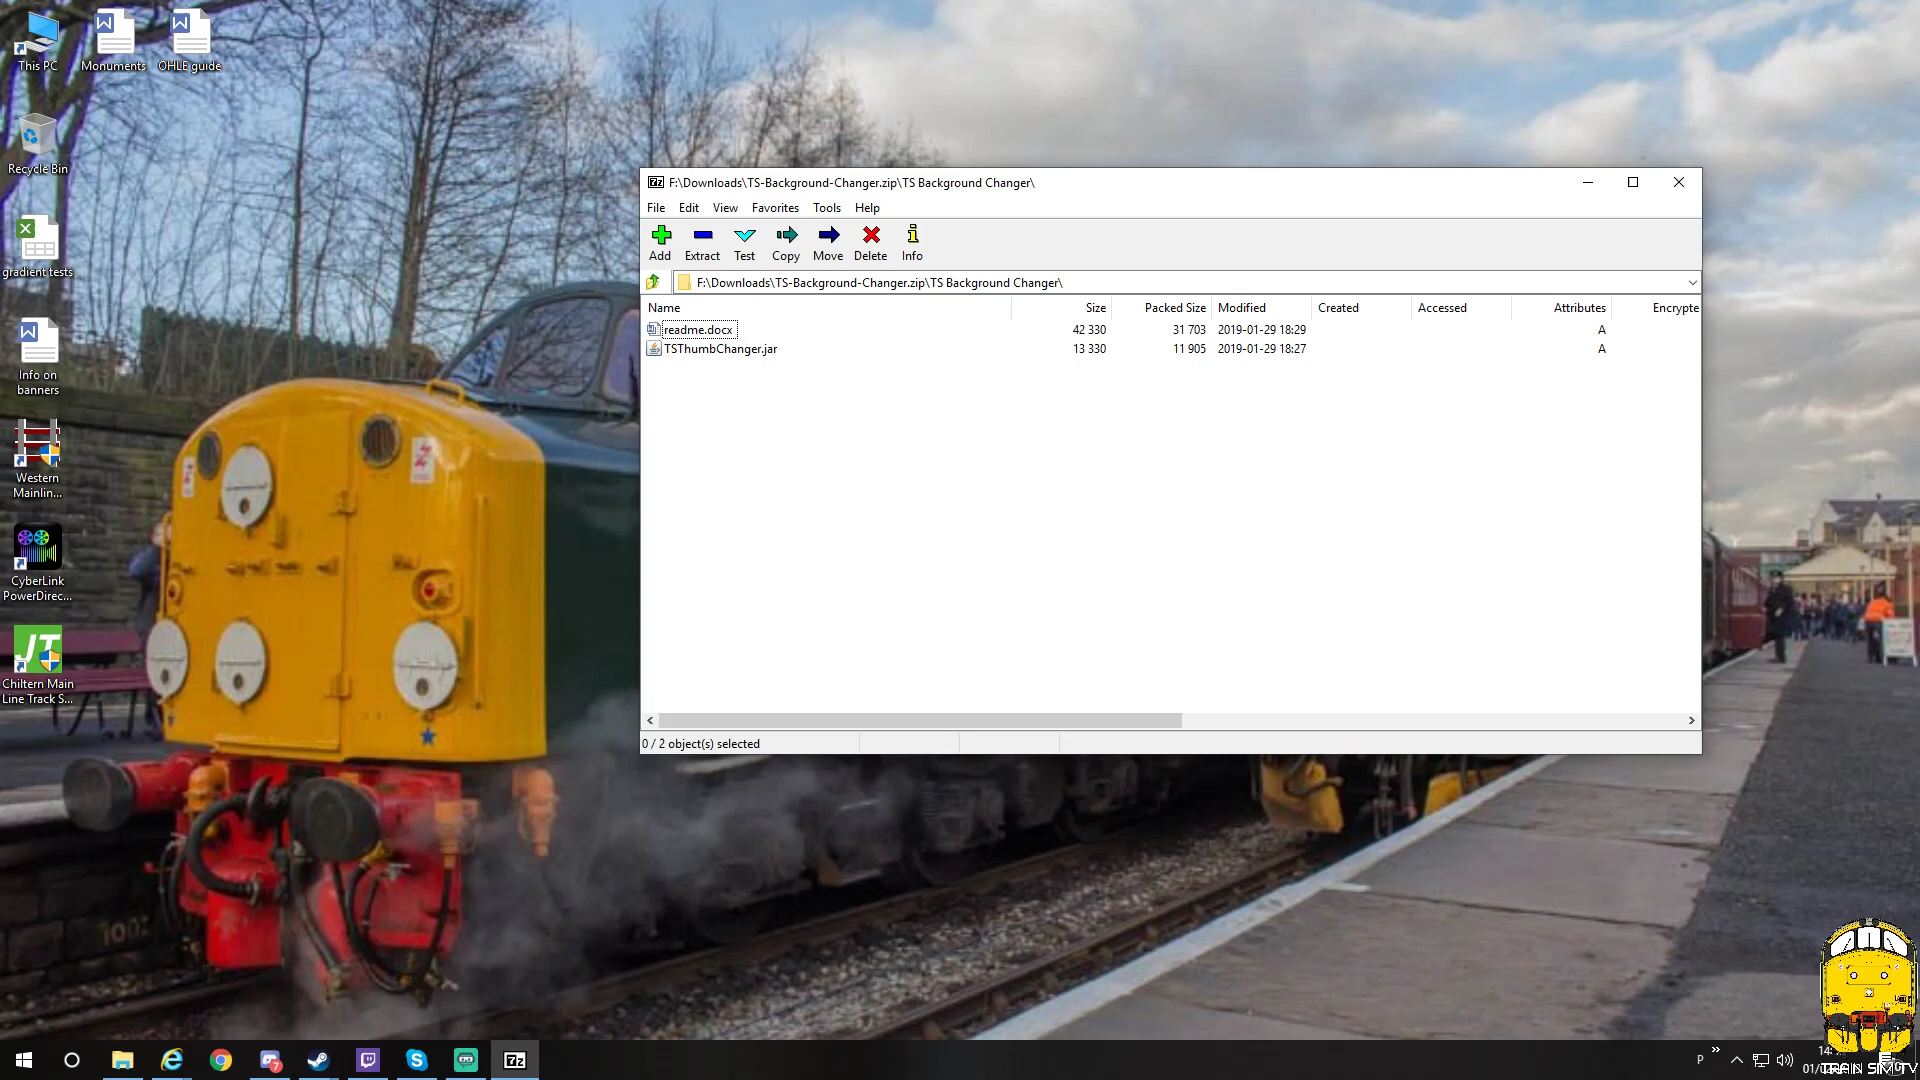 This PC
Monuments
OHLE guide
Recycle Bin
gradient tests
Info on
banners
Western
Mainlin...
CyberLink
PowerDirec...
JT
Chiltern Main
Line Track S...
7z F:\Downloads\TS-Background-Changer.zip\TS Background Changer\
File Edit View Favorites Tools Help
Add Extract Test Copy Move Delete Info
F:\Downloads\TS-Background-Changer.zip\TS Background Changer\
Name Size Packed Size Modified Created Accessed Attributes Encrypte
readme.docx 42 330 31 703 2019-01-29 18:29 A
TSThumbChanger.jar 13 330 11 905 2019-01-29 18:27 A
0 / 2 object(s) selected
7z
P
TRAIN SIM TV